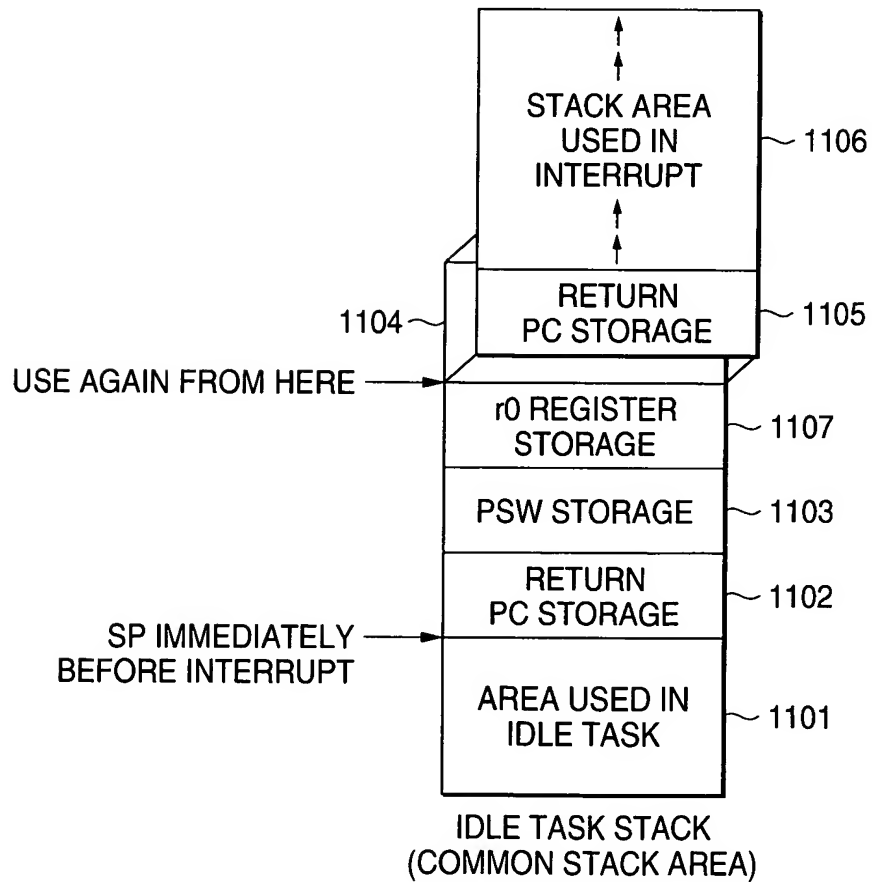 STACK AREA
USED IN
INTERRUPT
1106
RETURN
PC STORAGE
1105
1104
USE AGAIN FROM HERE
r0 REGISTER
STORAGE
1107
PSW STORAGE
1103
RETURN
PC STORAGE
1102
SP IMMEDIATELY
BEFORE INTERRUPT
AREA USED IN
IDLE TASK
1101
IDLE TASK STACK
(COMMON STACK AREA)